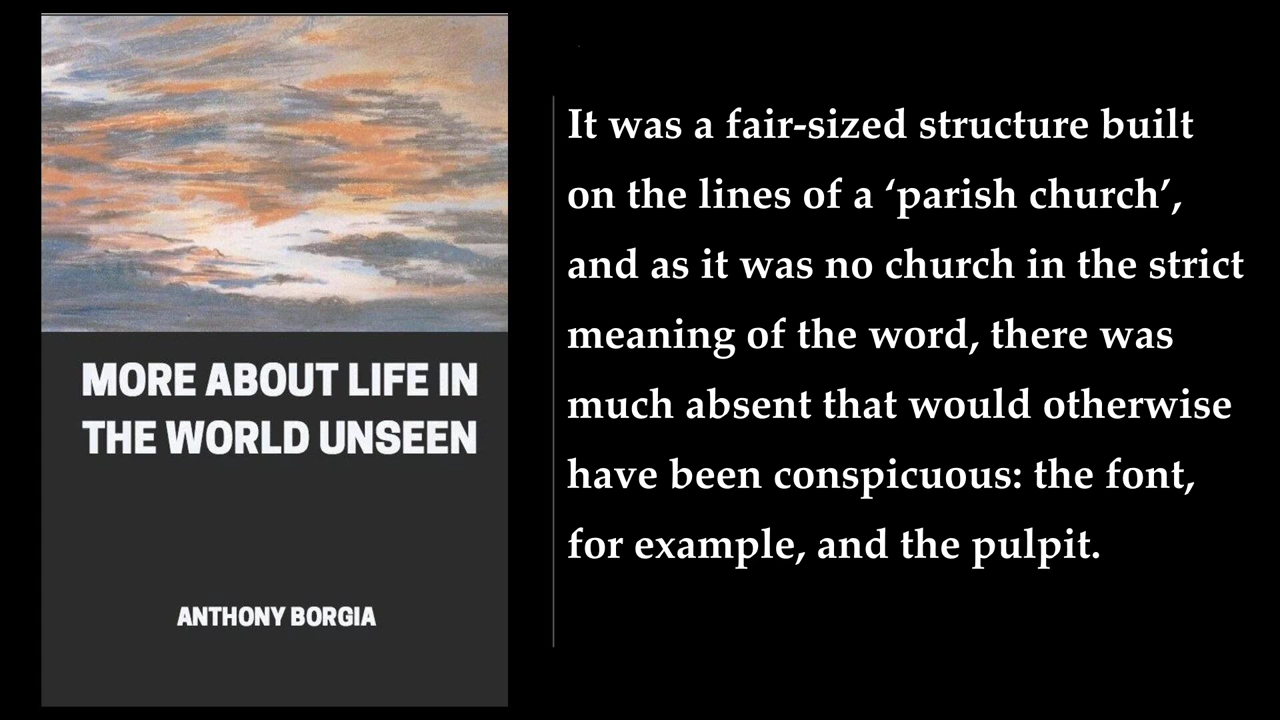 MORE ABOUT LIFE IN
THE WORLD UNSEEN
ANTHONY BORGIA
It was a fair-sized structure built
on the lines of a ‘parish church’,
and as it was no church in the strict
meaning of the word, there was
much absent that would otherwise
have been conspicuous: the font,
for example, and the pulpit.